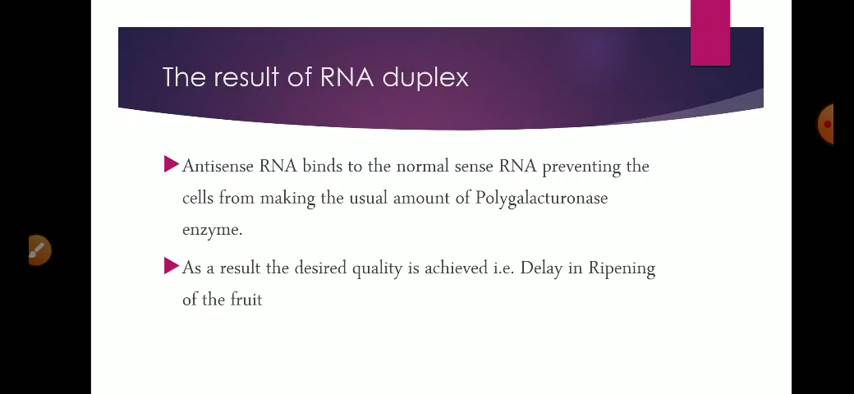 The result of RNA duplex
Antisense RNA binds to the normal sense RNA preventing the
cells from making the usual amount of Polygalacturonase
enzyme.
As a result the desired quality is achieved i.e. Delay in Ripening
of the fruit